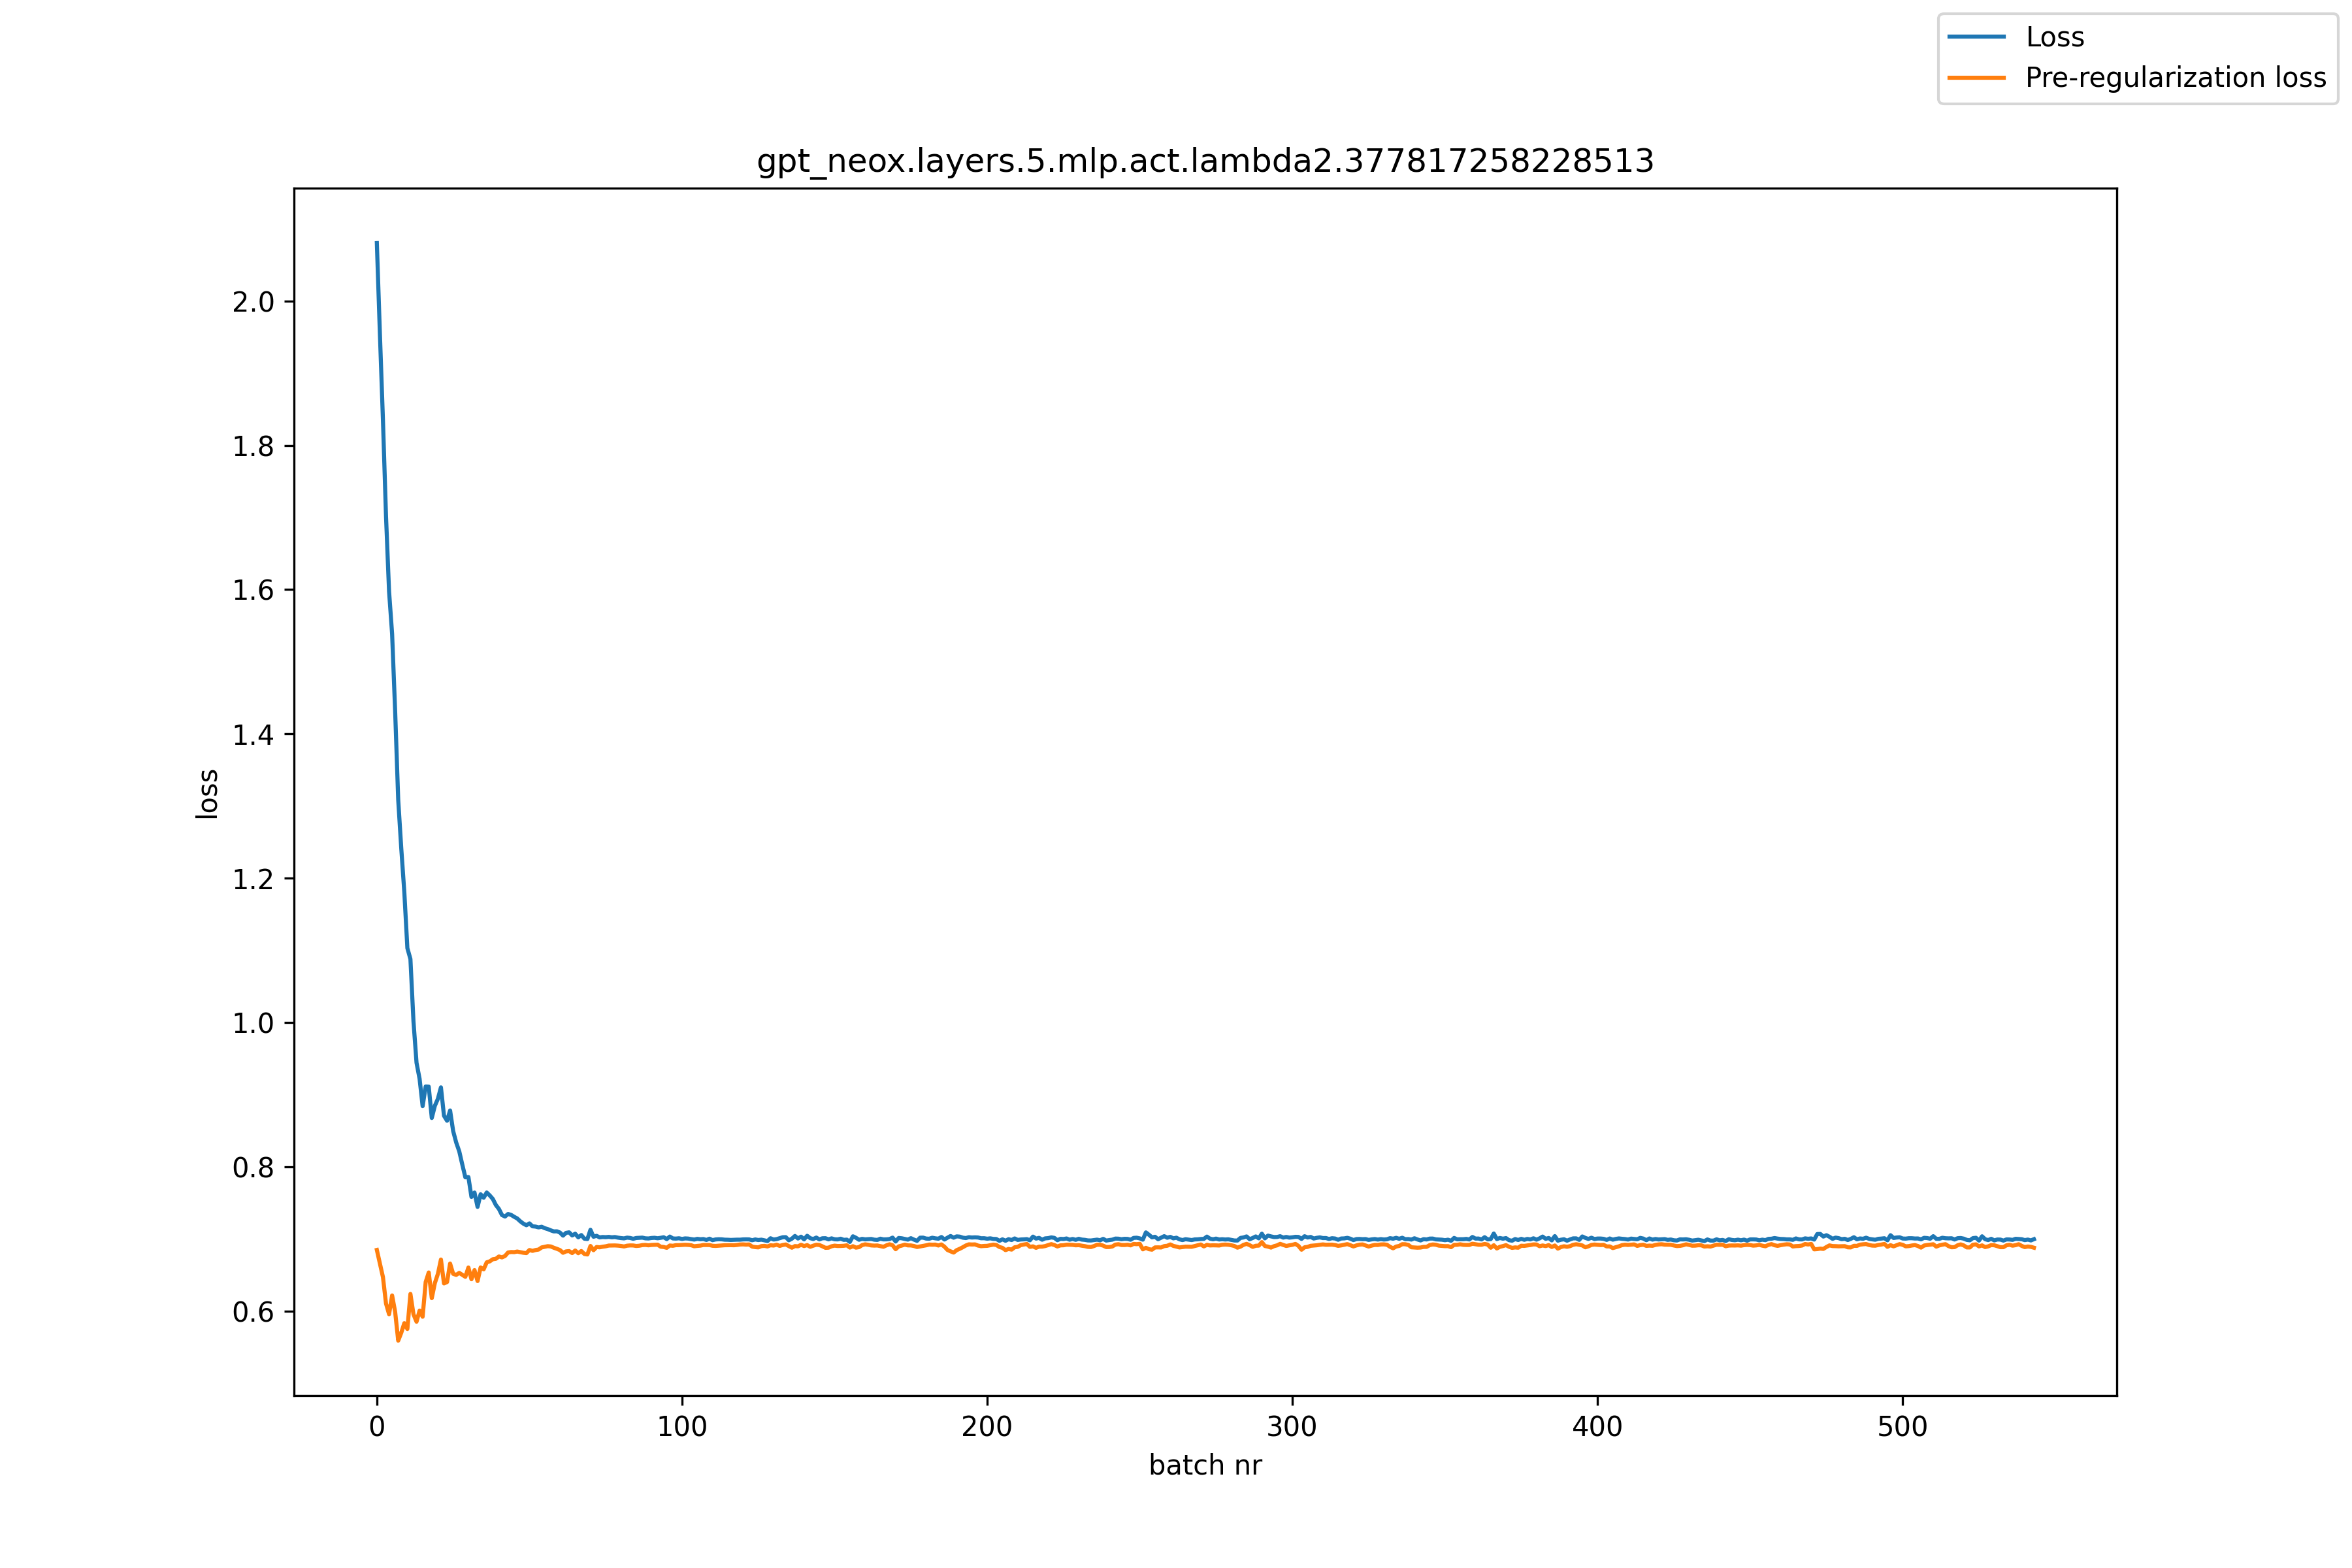 Loss
Pre-regularization loss
gpt_neox.layers.5.mlp.act.lambda2.377817258228513
2.0
1.8
1.6
1.4
1.2
1.0
0.8
0.6
loss
0 100 200 300 400 500
batch nr